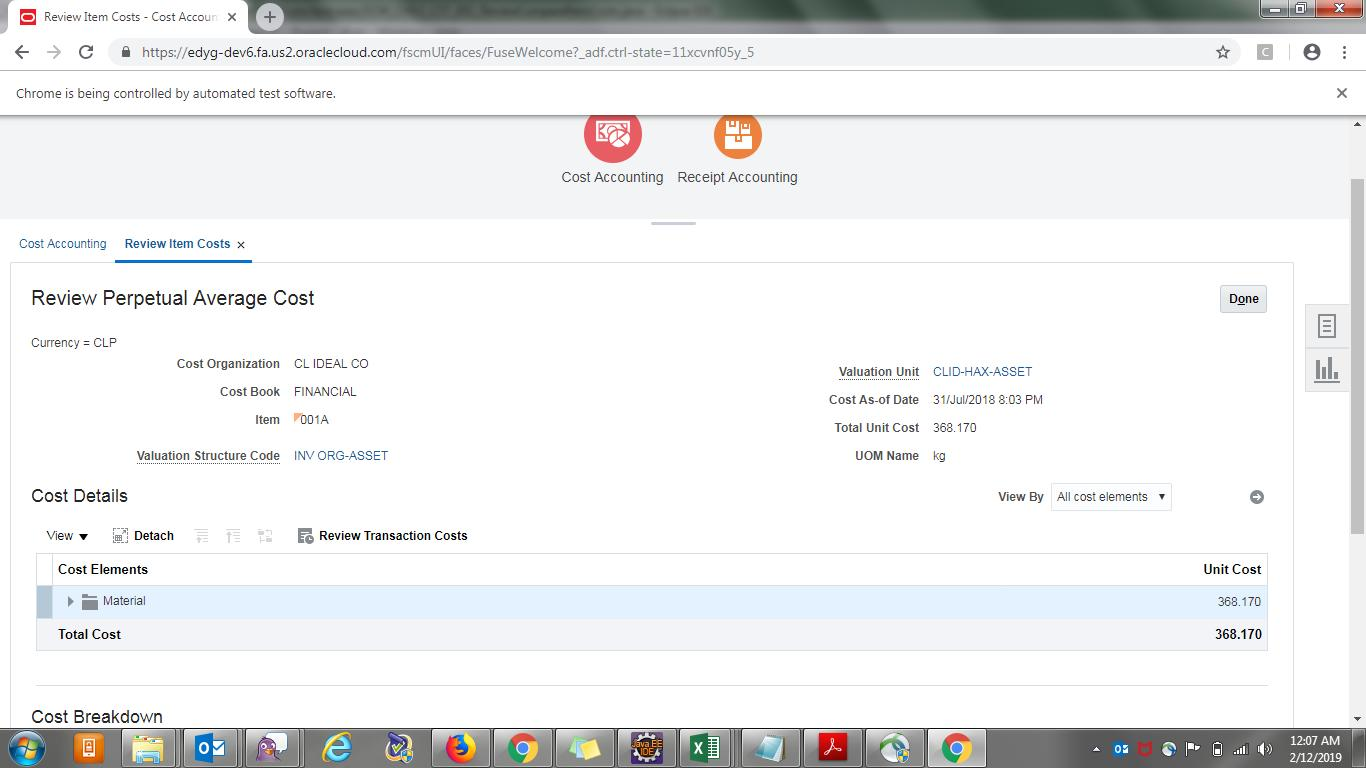 Review Item Costs - Cost Accoun
https://edyg-dev6.fa.us2.oraclecloud.com/fscmUI/faces/FuseWelcome?_adf.ctrl-state=11xcvnf05y_5
C
Chrome is being controlled by automated test software.
Cost Accounting
Receipt Accounting
Cost Accounting
Review Item Costs
Review Perpetual Average Cost
Done
Currency = CLP
Cost Organization CL IDEAL CO
Cost Book FINANCIAL
Item 001A
Valuation Structure Code INV ORG-ASSET
Valuation Unit CLID-HAX-ASSET
Cost As-of Date 31/Jul/2018 8:03 PM
Total Unit Cost 368.170
UOM Name kg
Cost Details
View By All cost elements
View Detach Review Transaction Costs
Cost Elements Unit Cost
Material 368.170
Total Cost 368.170
Cost Breakdown
Java EE
IDE
12:07 AM
2/12/2019